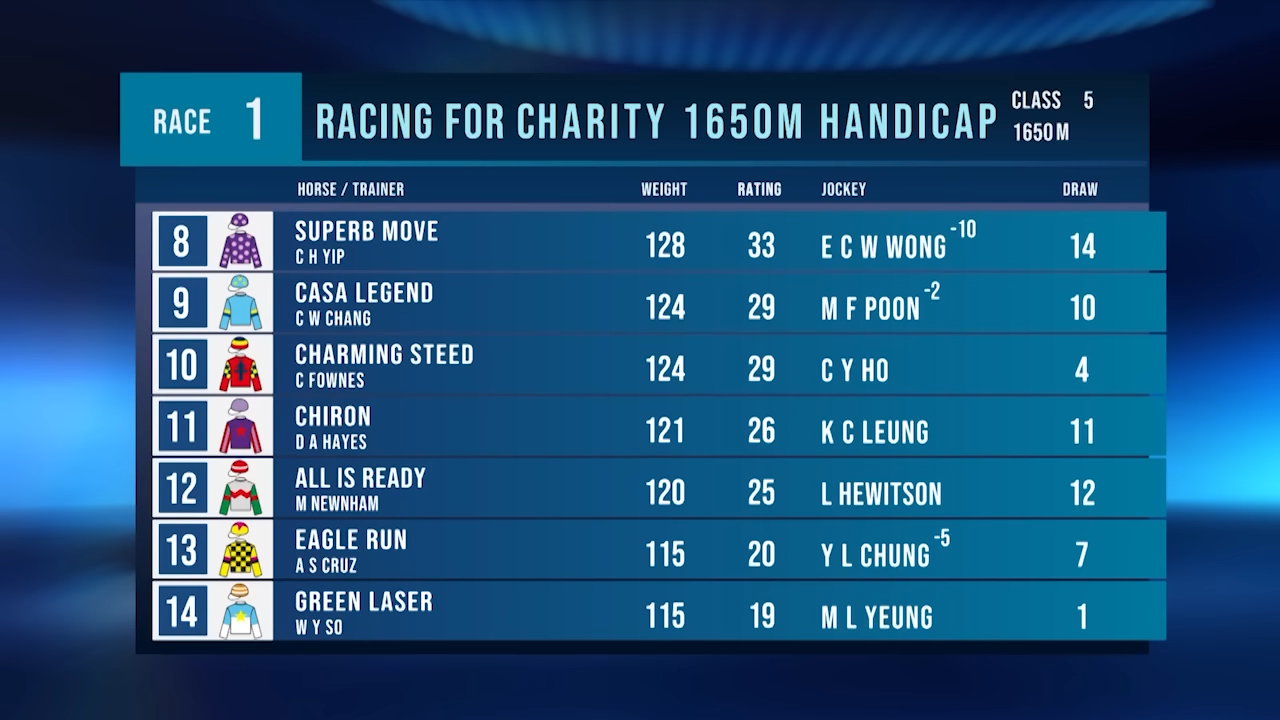 RACE 1 RACING FOR CHARITY 1650M HANDICAP CLASS 5
1650M
HORSE / TRAINER WEIGHT RATING JOCKEY DRAW
8 SUPERB MOVE 128 33 E C W WONG -10 14
C H YIP
9 CASA LEGEND 124 29 M F POON -2 10
C W CHANG
10 CHARMING STEED 124 29 C Y HO 4
C FOWNES
11 CHIRON 121 26 K C LEUNG 11
D A HAYES
12 ALL IS READY 120 25 L HEWITSON 12
M NEWNHAM
13 EAGLE RUN 115 20 Y L CHUNG -5 7
A S CRUZ
14 GREEN LASER 115 19 M L YEUNG 1
W Y SO